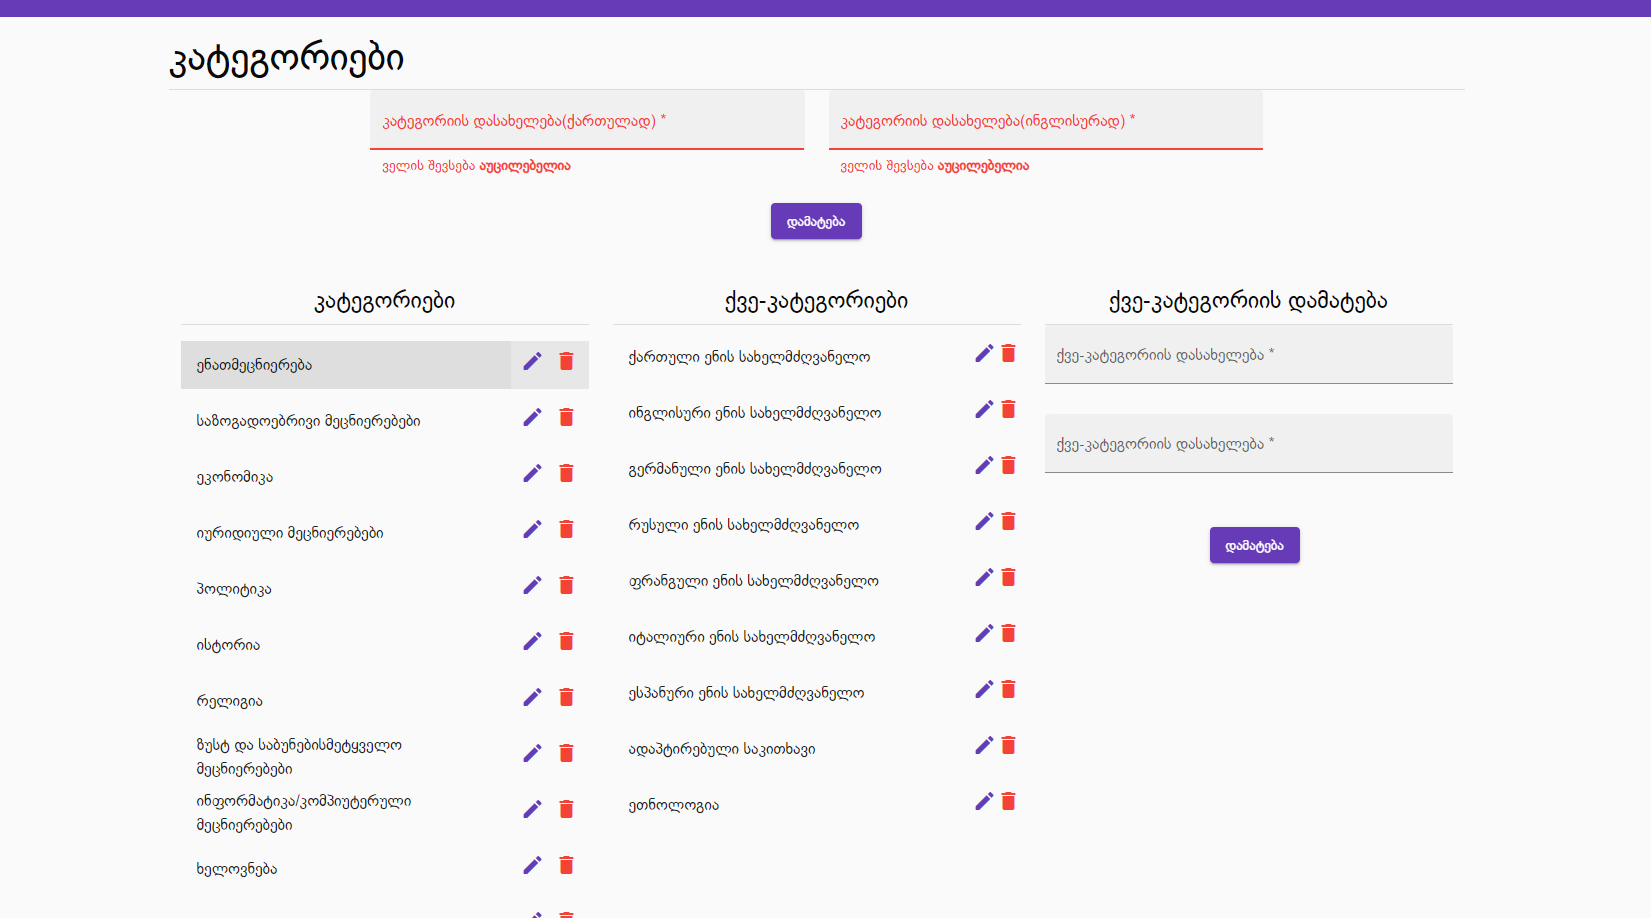 კატეგორიები
კატეგორიის დასახელება(ქართულად) *
კატეგორიის დასახელება(ინგლისურად) *
ველის შევსება აუცილებელია
ველის შევსება აუცილებელია
დამატება
კატეგორიები
ენათმეცნიერება
საზოგადოებრივი მეცნიერებები
ეკონომიკა
იურიდიული მეცნიერებები
პოლიტიკა
ისტორია
რელიგია
ზუსტ და საბუნებისმეტყველო
მეცნიერებები
ინფორმატიკა/კომპიუტერული
მეცნიერებები
ხელოვნება
ქვე-კატეგორიები
ქართული ენის სახელმძღვანელო
ინგლისური ენის სახელმძღვანელო
გერმანული ენის სახელმძღვანელო
რუსული ენის სახელმძღვანელო
ფრანგული ენის სახელმძღვანელო
იტალიური ენის სახელმძღვანელო
ესპანური ენის სახელმძღვანელო
ადაპტირებული საკითხავი
ეთნოლოგია
ქვე-კატეგორიის დამატება
ქვე-კატეგორიის დასახელება *
ქვე-კატეგორიის დასახელება *
დამატება